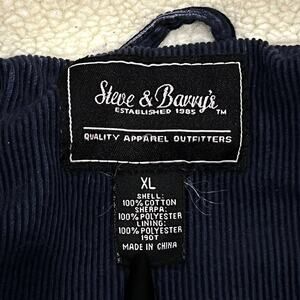 Steve & Barry's
ESTABLISHED 1985 TM
QUALITY APPAREL OUTFITTERS
XL
SHELL:
100% COTTON
SHERPA:
100% POLYESTER
LINING:
100% POLYESTER
190T
MADE IN CHINA